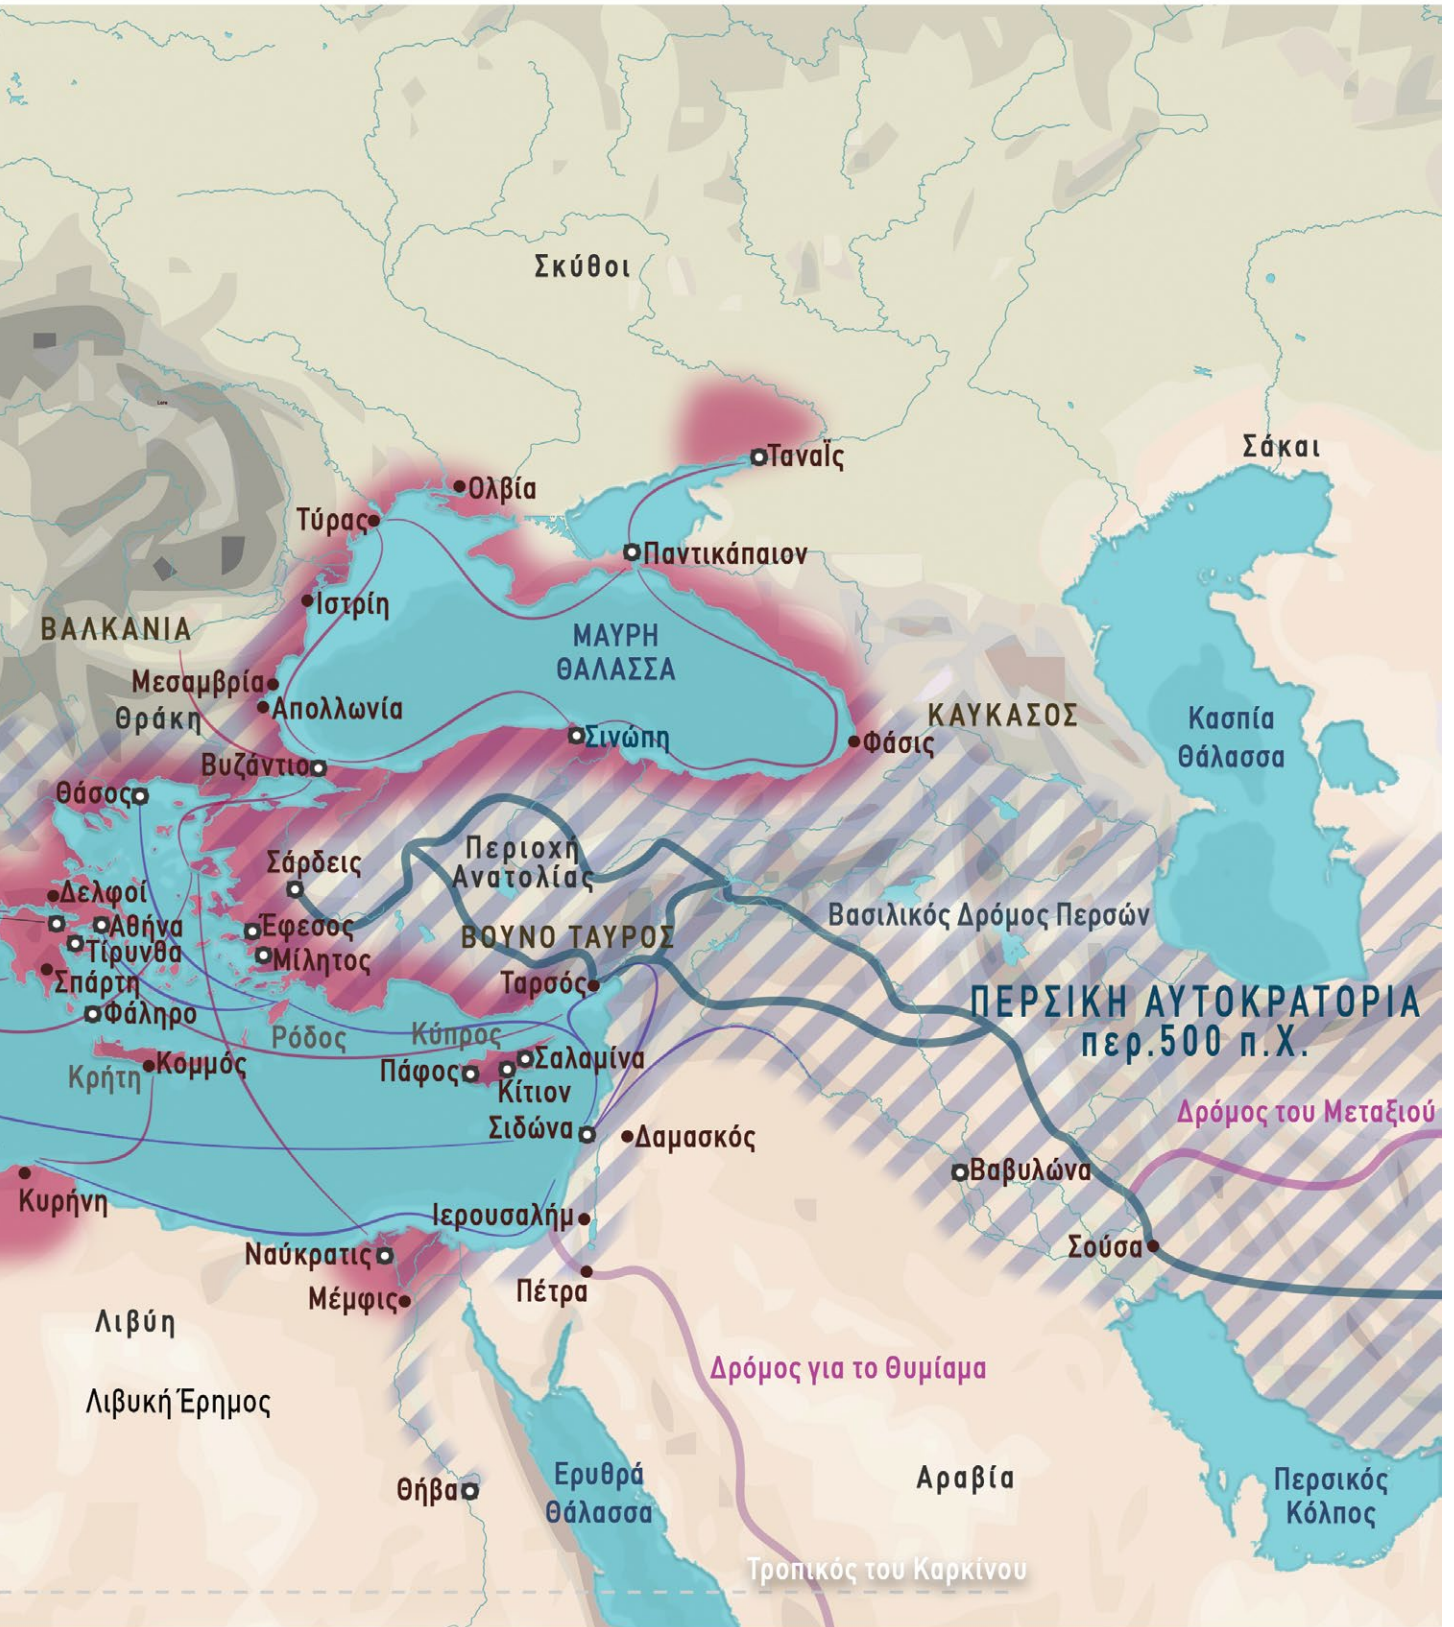 Σκύθοι
Σάκαι
Ταναΐς
Ολβία
Τύρας
Παντικάπαιον
Ιστρίη
ΒΑΛΚΑΝΙΑ
ΜΑΥΡΗ
ΘΑΛΑΣΣΑ
Μεσαμβρία
Απολλωνία
Θράκη
ΚΑΥΚΑΣΟΣ
Κασπία
Θάλασσα
Σινώπη
Φάσις
Βυζάντιο
Θάσος
Σάρδεις
Περιοχή
Ανατολίας
Δελφοί
Αθήνα
Έφεσος
Βασιλικός Δρόμος Περσών
ΒΟΥΝΟ ΤΑΥΡΟΣ
Τίρυνθα
Μίλητος
Σπάρτη
Ταρσός
Φάληρο
ΠΕΡΣΙΚΗ ΑΥΤΟΚΡΑΤΟΡΙΑ
περ.500 π.Χ.
Ρόδος
Κύπρος
Κομμός
Κρήτη
Σαλαμίνα
Πάφος
Κίτιον
Δρόμος του Μεταξιού
Σιδώνα
Δαμασκός
Βαβυλώνα
Κυρήνη
Ιερουσαλήμ
Ναύκρατις
Σούσα
Πέτρα
Μέμφις
Λιβύη
Δρόμος για το Θυμίαμα
Λιβυκή Έρημος
Ερυθρά
Θάλασσα
Αραβία
Περσικός
Κόλπος
Θήβα
Τροπικός του Καρκίνου